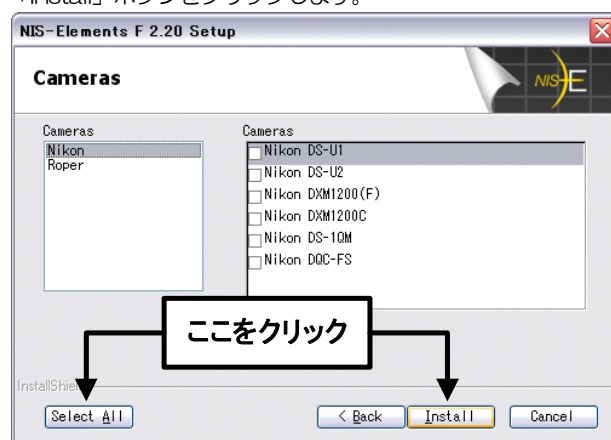 「Install」ボタンをクリックします。
NIS-Elements F 2.20 Setup
Cameras
NIS E
Cameras
Cameras
Nikon
Roper
Nikon DS-U1
Nikon DS-U2
Nikon DXM1200(F)
Nikon DXM1200C
Nikon DS-1QM
Nikon DQC-FS
ここをクリック
InstallShie
Select All
< Back
Install
Cancel